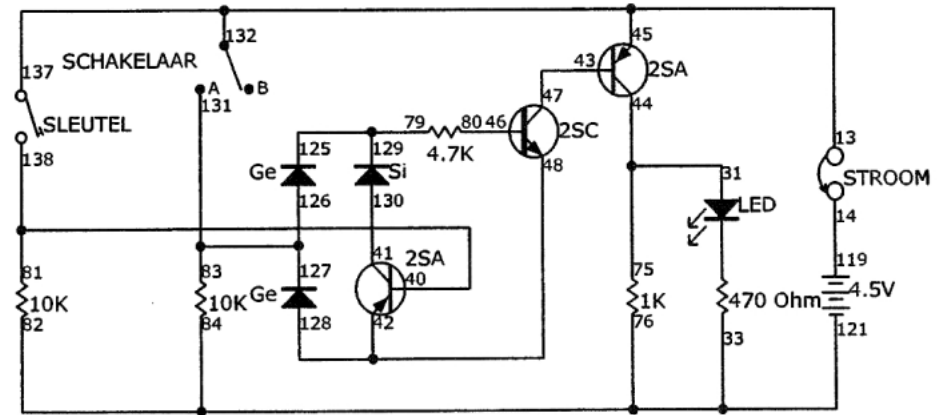 132
137
SCHAKELAAR
A
B
131
SLEUTEL
138
45
43
2SA
44
47
79
80
46
2SC
48
4.7K
125
Ge
126
129
Si
130
13
STROOM
14
31
LED
41
2SA
40
42
81
10K
82
83
10K
84
127
Ge
128
75
1K
76
470 Ohm
33
119
4.5V
121